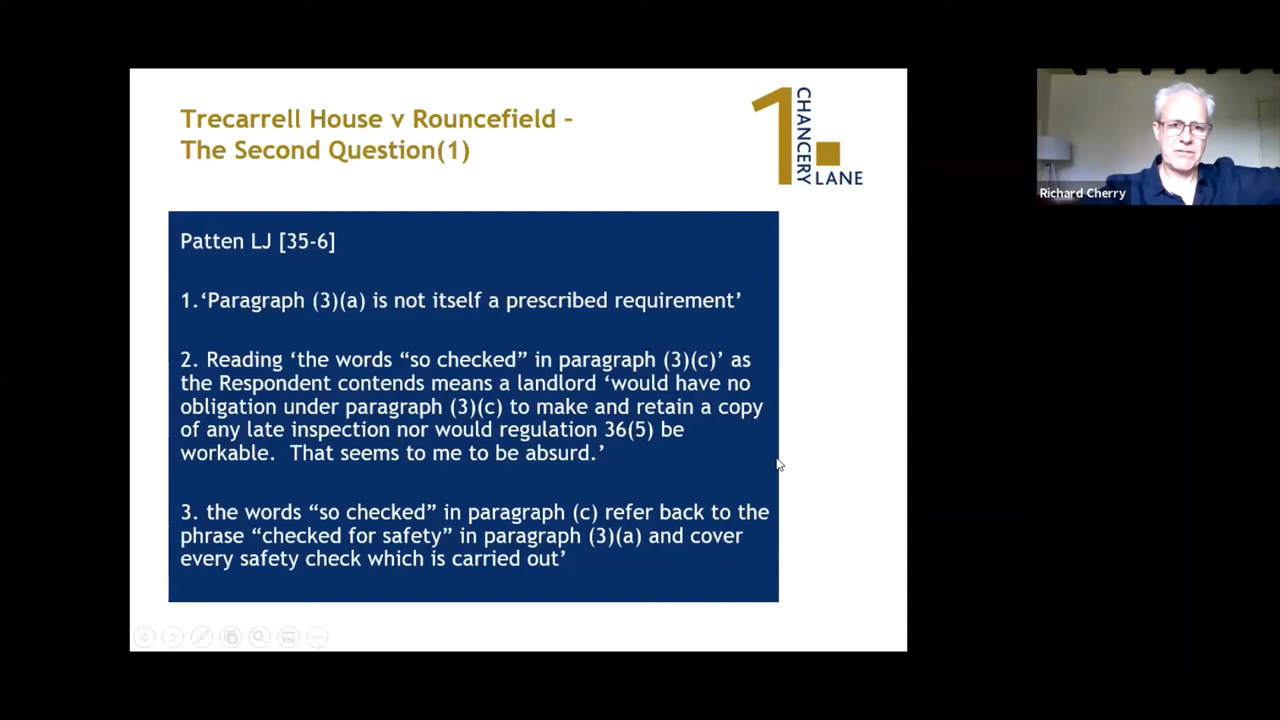 Trecarrell House v Rouncefield –
The Second Question(1)
1
CHANCERY
LANE
Richard Cherry
Patten LJ [35-6]
1.‘Paragraph (3)(a) is not itself a prescribed requirement’
2. Reading ‘the words “so checked” in paragraph (3)(c)’ as
the Respondent contends means a landlord ‘would have no
obligation under paragraph (3)(c) to make and retain a copy
of any late inspection nor would regulation 36(5) be
workable.  That seems to me to be absurd.’
3. the words “so checked” in paragraph (c) refer back to the
phrase “checked for safety” in paragraph (3)(a) and cover
every safety check which is carried out’